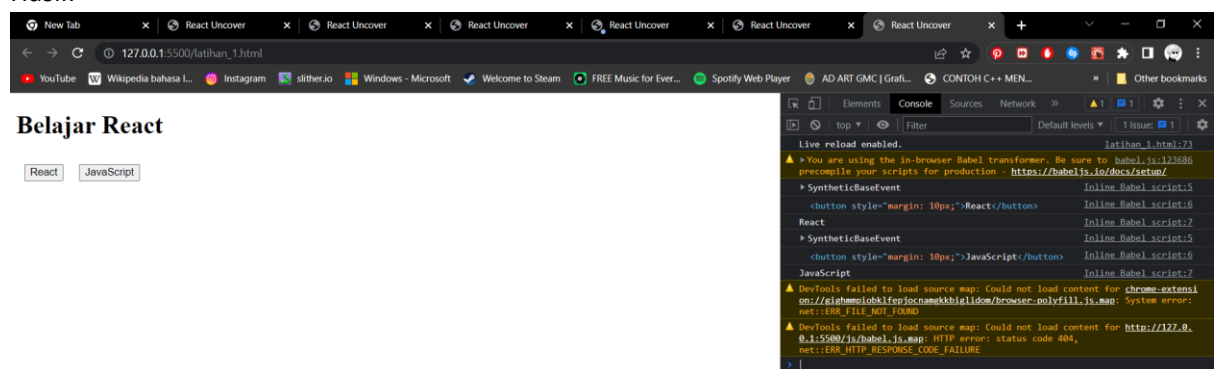 New Tab
React Uncover
React Uncover
React Uncover
React Uncover
React Uncover
React Uncover
127.0.0.1:5500/latihan_1.html
YouTube
Wikipedia bahasa I...
Instagram
slither.io
Windows - Microsoft
Welcome to Steam
FREE Music for Ever...
Spotify Web Player
AD ART GMC | Grafi...
CONTOH C++ MEN...
»
Other bookmarks
Belajar React
React JavaScript
Elements Console Sources Network » 1 1
top Filter Default levels 1 Issue: 1
Live reload enabled. latihan_1.html:73
You are using the in-browser Babel transformer. Be sure to babel.js:123686
precompile your scripts for production - https://babeljs.io/docs/setup/
SyntheticBaseEvent Inline Babel script:5
<button style="margin: 10px;">React</button> Inline Babel script:6
React Inline Babel script:7
SyntheticBaseEvent Inline Babel script:5
<button style="margin: 10px;">JavaScript</button> Inline Babel script:6
JavaScript Inline Babel script:7
DevTools failed to load source map: Could not load content for chrome-extensi
on://gighmmpiobklfepjocnamgkkbiglidom/browser-polyfill.js.map: System error:
net::ERR_FILE_NOT_FOUND
DevTools failed to load source map: Could not load content for http://127.0.
0.1:5500/js/babel.js.map: HTTP error: status code 404,
net::ERR_HTTP_RESPONSE_CODE_FAILURE